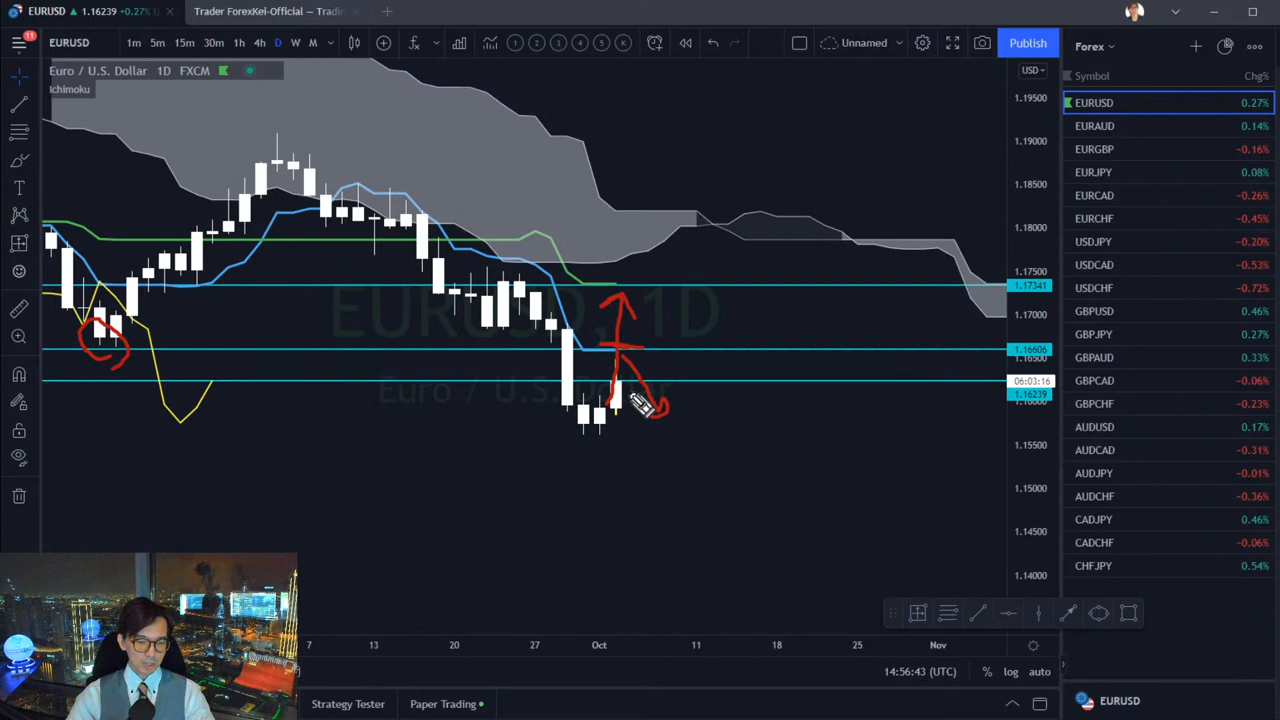 EURUSD 1.16239 +0.27% Trader ForexKei-Official — Tradin
11 EURUSD 1m 5m 15m 30m 1h 4h D W M 1 2 3 4 5 K Unnamed Publish Forex
Euro / U.S. Dollar 1D FXCM USD
Ichimoku
EURUSD, 1D
Euro / U.S. Dollar
1.19500
1.19000
1.18500
1.18000
1.17500
1.17341
1.17000
1.16606
1.16500
06:03:16
1.16239
1.16000
1.15500
1.15000
1.14500
1.14000
7 13 20 27 Oct 11 18 25 Nov
14:56:43 (UTC) % log auto
Strategy Tester Paper Trading
Symbol Chg%
EURUSD 0.27%
EURAUD 0.14%
EURGBP −0.16%
EURJPY 0.08%
EURCAD −0.26%
EURCHF −0.45%
USDJPY −0.20%
USDCAD −0.53%
USDCHF −0.72%
GBPUSD 0.46%
GBPJPY 0.27%
GBPAUD 0.33%
GBPCAD −0.06%
GBPCHF −0.23%
AUDUSD 0.17%
AUDCAD −0.31%
AUDJPY −0.01%
AUDCHF −0.36%
CADJPY 0.46%
CADCHF −0.06%
CHFJPY 0.54%
EURUSD